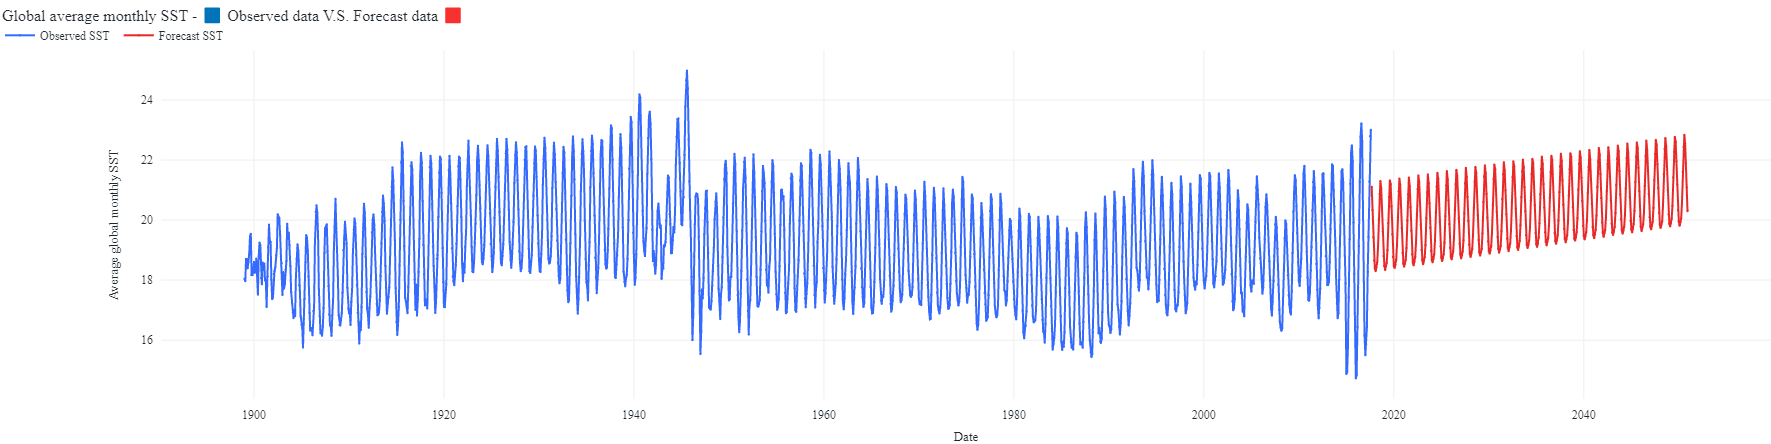 Global average monthly SST - Observed data V.S. Forecast data
Observed SST Forecast SST
24
22
20
18
16
Average global monthly SST
1900 1920 1940 1960 1980 2000 2020 2040
Date